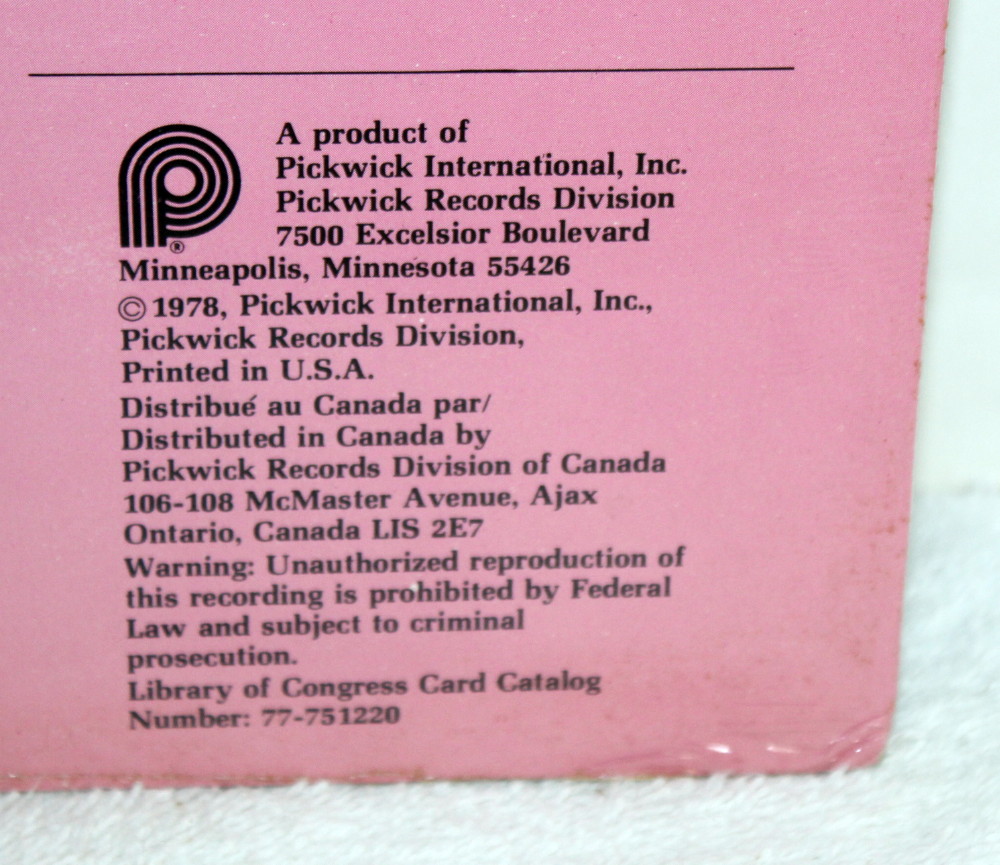 A product of
Pickwick International, Inc.
Pickwick Records Division
7500 Excelsior Boulevard
®
Minneapolis, Minnesota 55426
©1978, Pickwick International, Inc.,
Pickwick Records Division,
Printed in U.S.A.
Distribué au Canada par/
Distributed in Canada by
Pickwick Records Division of Canada
106-108 McMaster Avenue, Ajax
Ontario, Canada LIS 2E7
Warning: Unauthorized reproduction of
this recording is prohibited by Federal
Law and subject to criminal
prosecution.
Library of Congress Card Catalog
Number: 77-751220